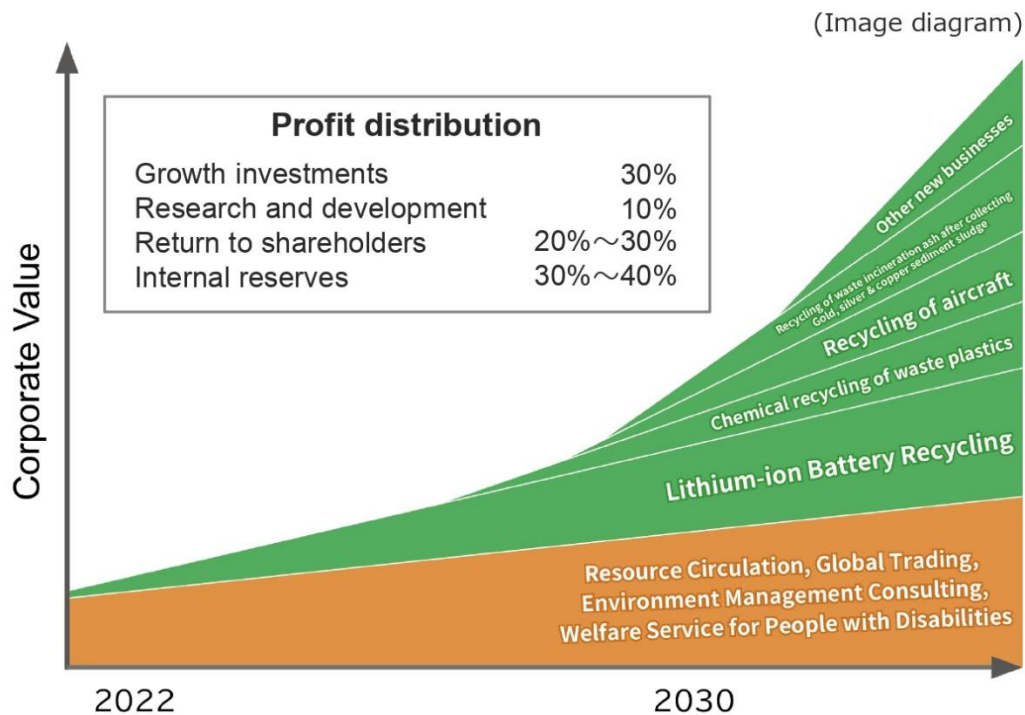 (Image diagram)
Profit distribution
Growth investments 30%
Research and development 10%
Return to shareholders 20%～30%
Internal reserves 30%～40%
Corporate Value
Other new businesses
Recycling of waste incineration ash after collecting
Gold, silver & copper sediment sludge
Recycling of aircraft
Chemical recycling of waste plastics
Lithium-ion Battery Recycling
Resource Circulation, Global Trading,
Environment Management Consulting,
Welfare Service for People with Disabilities
2022 2030